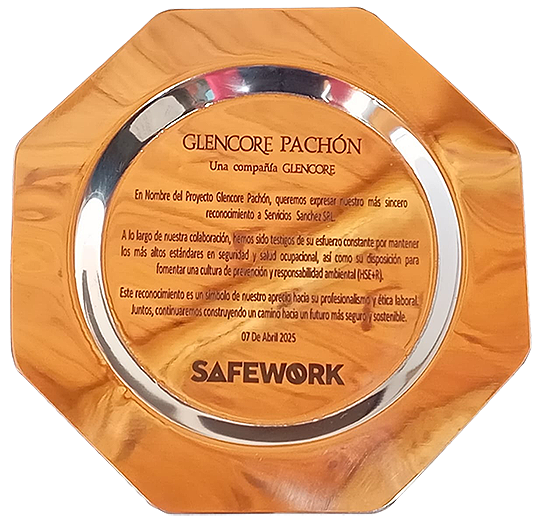 GLENCORE PACHÓN
Una compañía GLENCORE
En Nombre del Proyecto Glencore Pachón, queremos expresar nuestro más sincero
reconocimiento a Servicios Sanchez SRL.
A lo largo de nuestra colaboración, hemos sido testigos de su esfuerzo constante por mantener
los más altos estándares en seguridad y salud ocupacional, así como su disposición para
fomentar una cultura de prevención y responsabilidad ambiental (HSE+R).
Este reconocimiento es un símbolo de nuestro aprecio hacia su profesionalismo y ética laboral.
Juntos, continuaremos construyendo un camino hacia un futuro más seguro y sostenible.
07 De Abril 2025
SAFEWORK